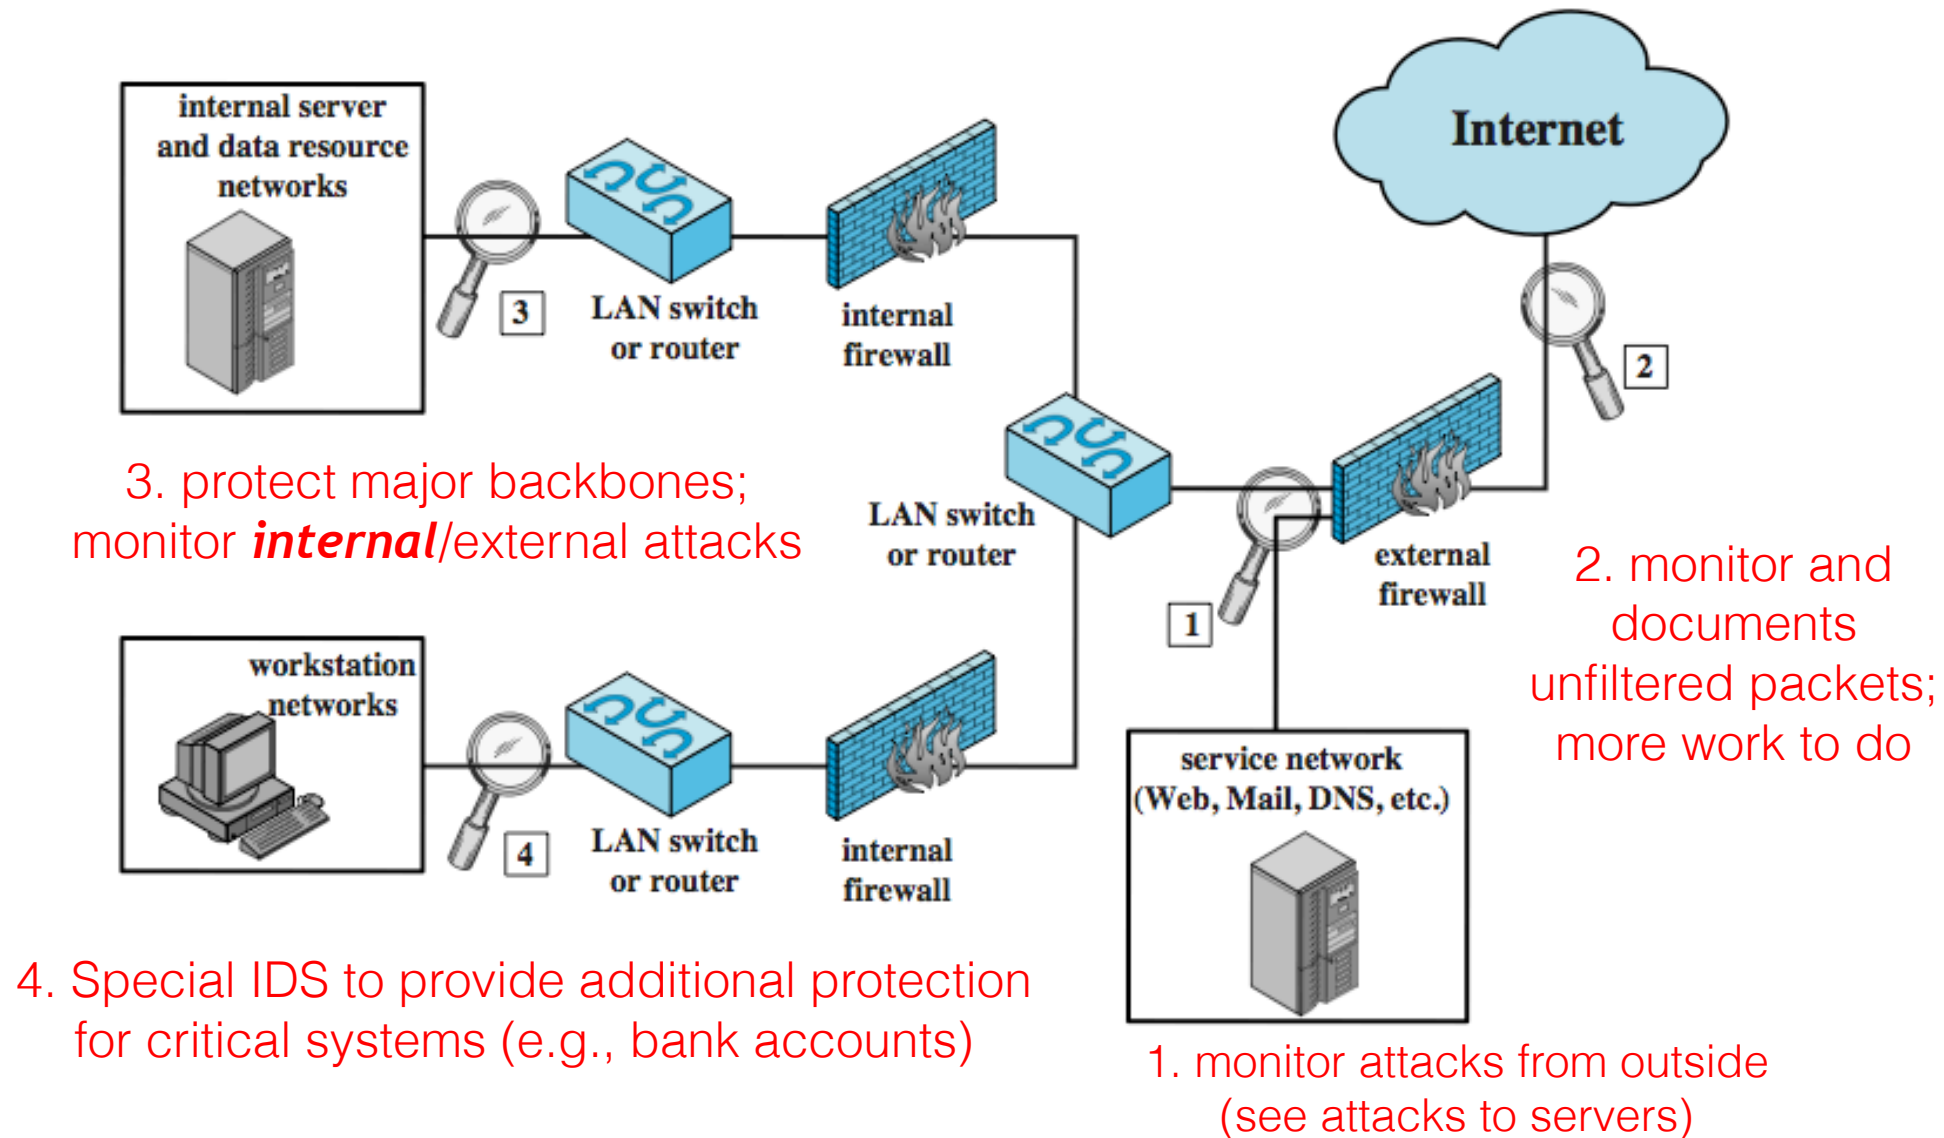 internal server
and data resource
networks
3
LAN switch
or router
internal
firewall
Internet
2
3. protect major backbones;
monitor internal/external attacks
LAN switch
or router
1
external
firewall
2. monitor and
documents
unfiltered packets;
more work to do
workstation
networks
4
LAN switch
or router
internal
firewall
service network
(Web, Mail, DNS, etc.)
4. Special IDS to provide additional protection
for critical systems (e.g., bank accounts)
1. monitor attacks from outside
(see attacks to servers)